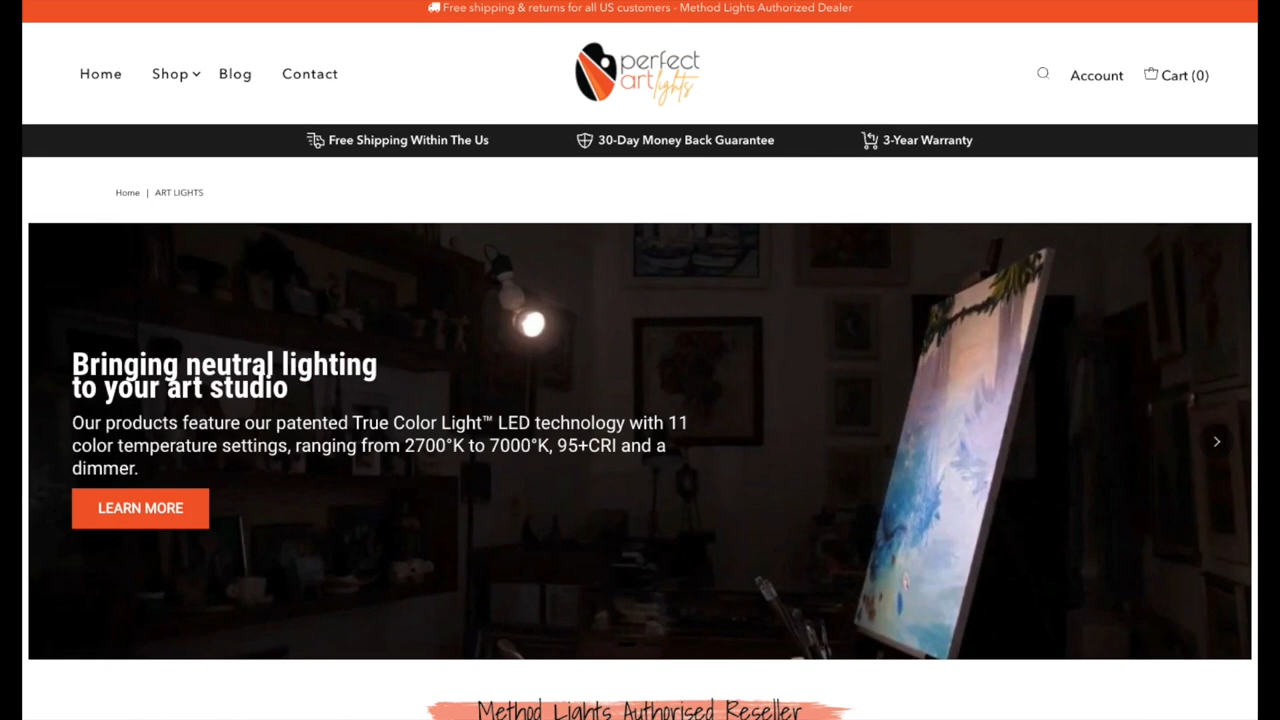 Free shipping & returns for all US customers - Method Lights Authorized Dealer
Home Shop Blog Contact
perfect
art lights
Account Cart (0)
Free Shipping Within The Us 30-Day Money Back Guarantee 3-Year Warranty
Home | ART LIGHTS
Bringing neutral lighting
to your art studio
Our products feature our patented True Color Light™ LED technology with 11
color temperature settings, ranging from 2700°K to 7000°K, 95+CRI and a
dimmer.
LEARN MORE
Method Lights Authorised Reseller